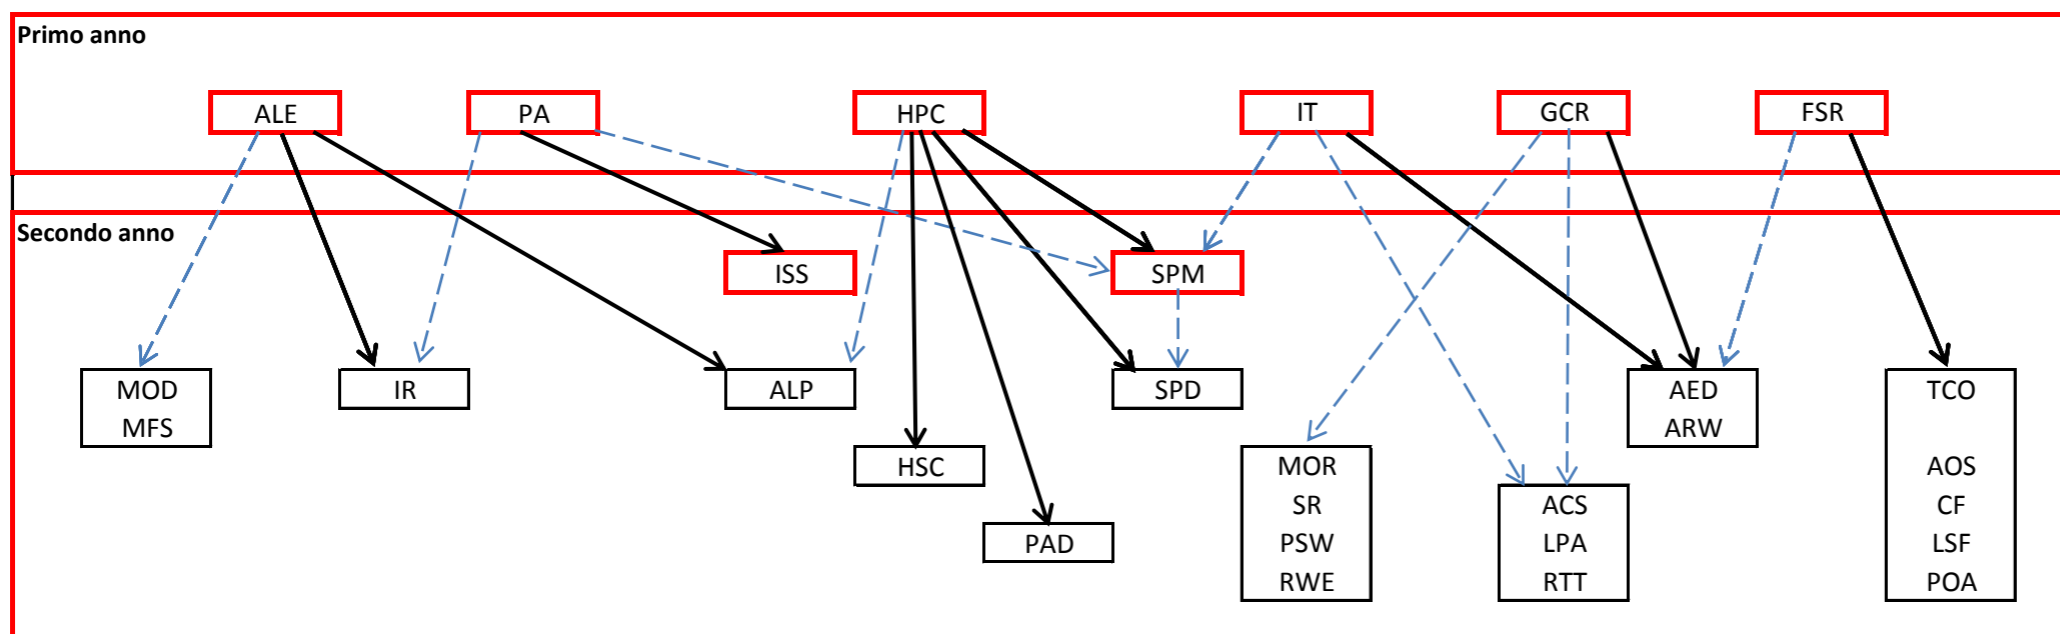 Primo anno
ALE
PA
HPC
IT
GCR
FSR
Secondo anno
ISS
SPM
MOD
MFS
IR
ALP
SPD
AED
ARW
TCO
HSC
MOR
SR
PSW
RWE
ACS
LPA
RTT
AOS
CF
LSF
POA
PAD